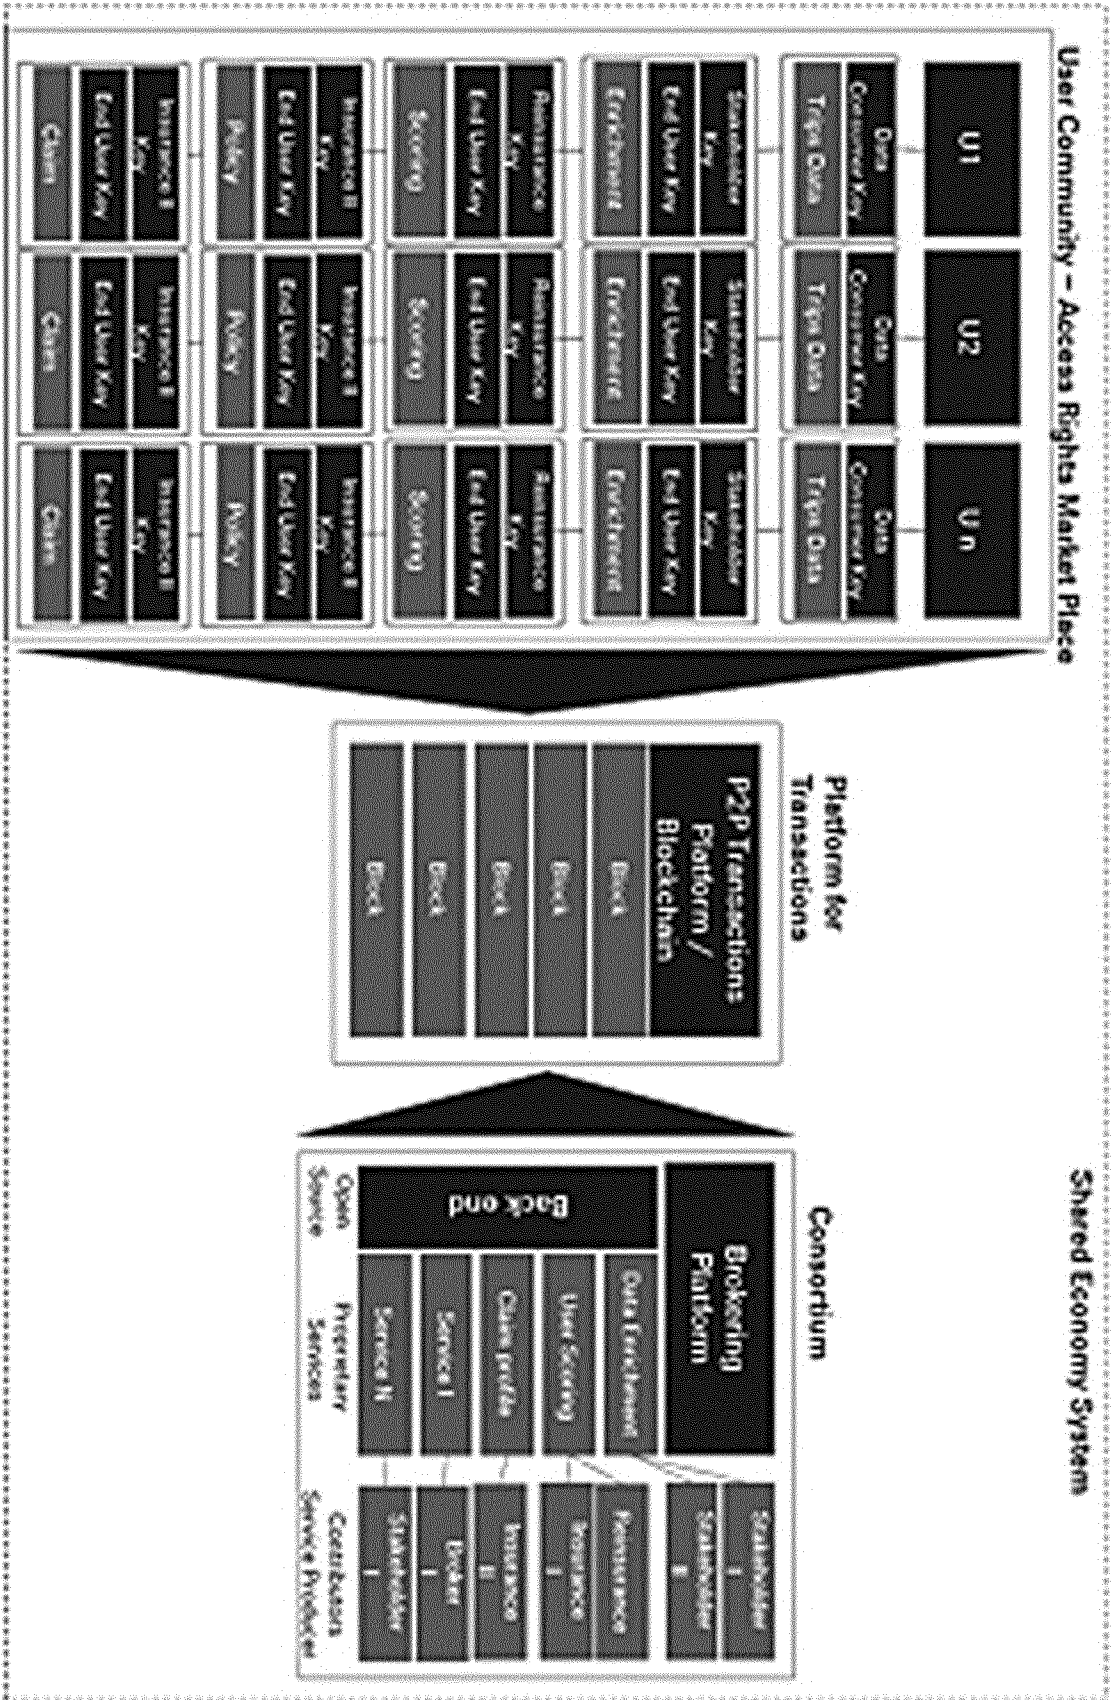 Shared Economy System
User Community – Access Rights Market Place
U1
Data
Consumer Key
Trips Data
Stakeholder
Key
End User Key
Enrichment
Reinsurance
Key
End User Key
Scoring
Insurance II
Key
End User Key
Policy
Insurance II
Key
End User Key
Claim
U2
Data
Consumer Key
Trips Data
Stakeholder
Key
End User Key
Enrichment
Reinsurance
Key
End User Key
Scoring
Insurance II
Key
End User Key
Policy
Insurance II
Key
End User Key
Claim
U n
Data
Consumer Key
Trips Data
Stakeholder
Key
End User Key
Enrichment
Reinsurance
Key
End User Key
Scoring
Insurance II
Key
End User Key
Policy
Insurance II
Key
End User Key
Claim
Platform for
Transactions
P2P Transactions
Platform /
Blockchain
Block
Block
Block
Block
Block
Consortium
Brokering
Platform
Back end
Data Enrichment
User Scoring
Claim profile
Service I
Service N
Stakeholder
I
Stakeholder
II
Reinsurance
Insurance
I
Insurance
II
Broker
I
Stakeholder
I
Open
Source
Proprietary
Services
Contributors
Service Producer